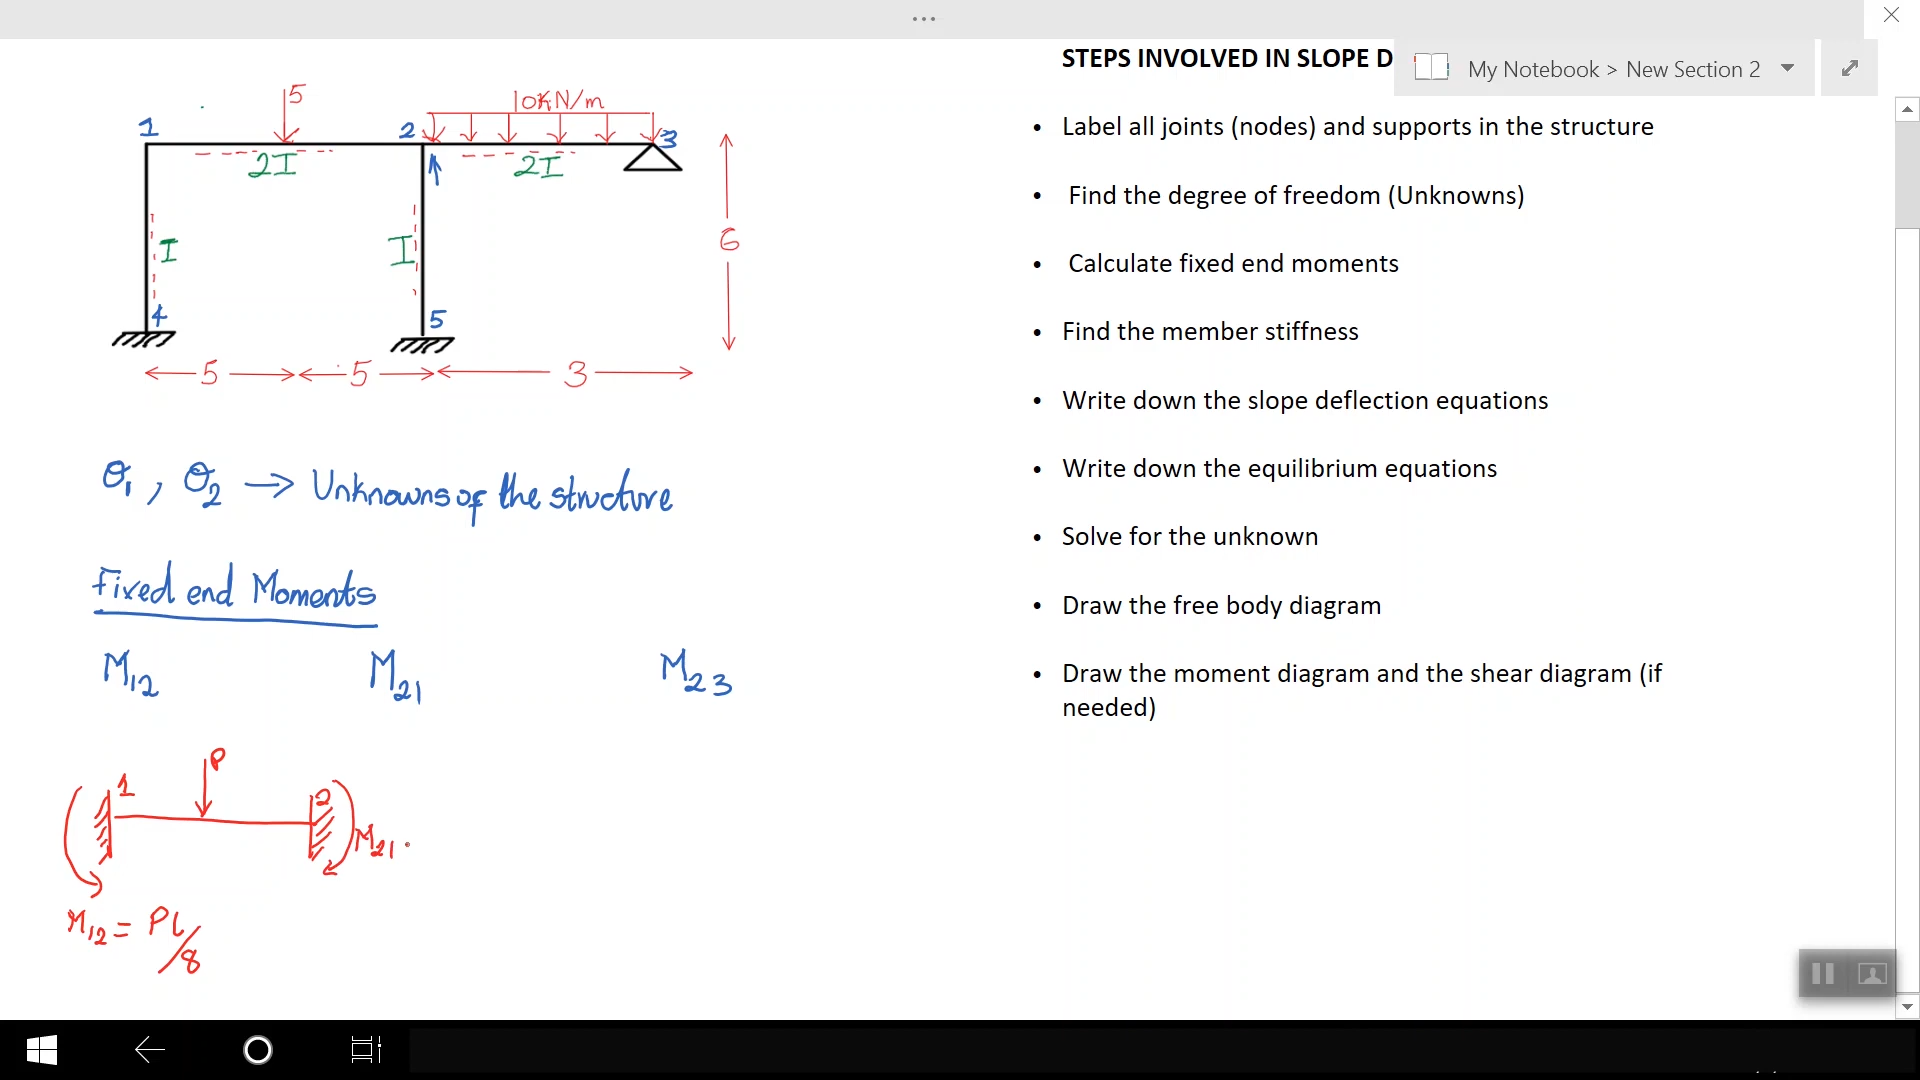 STEPS INVOLVED IN SLOPE D
My Notebook > New Section 2
5
10KN/m
1
2
3
2I
2I
I
I
6
4
5
5
5
3
θ1 , θ2 → Unknowns of the structure
Fixed end Moments
M12 M21 M23
P
1
2
M21
M12 = PL/8
• Label all joints (nodes) and supports in the structure
• Find the degree of freedom (Unknowns)
• Calculate fixed end moments
• Find the member stiffness
• Write down the slope deflection equations
• Write down the equilibrium equations
• Solve for the unknown
• Draw the free body diagram
• Draw the moment diagram and the shear diagram (if
needed)